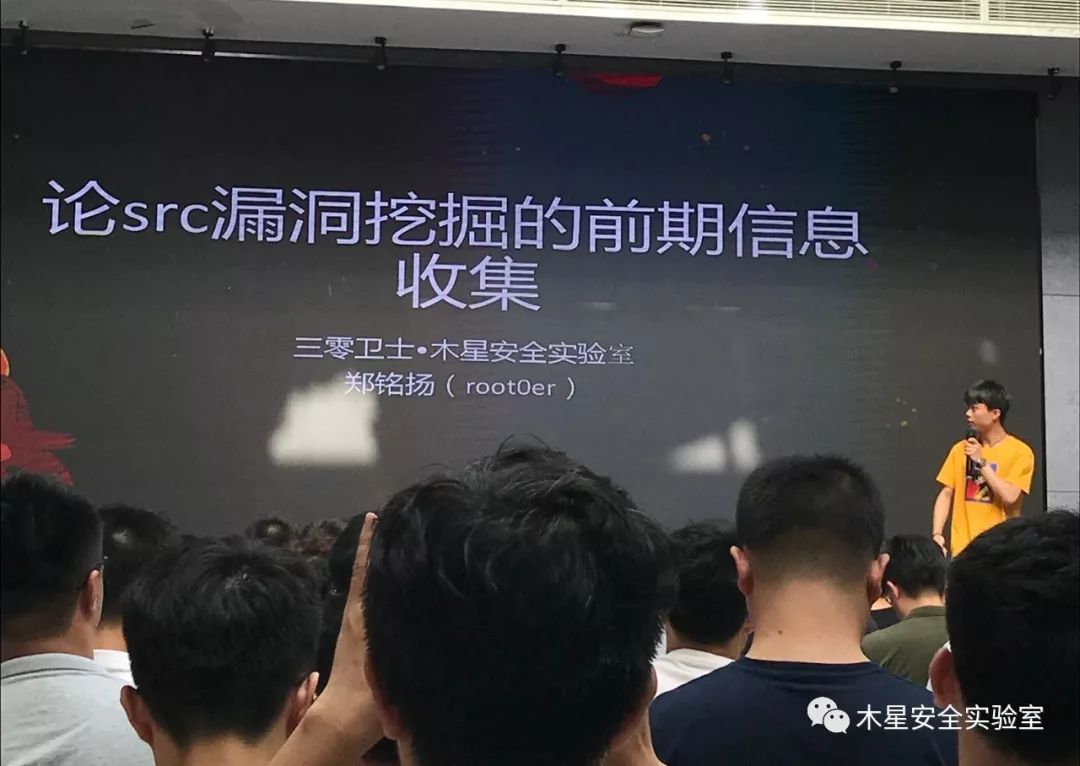 论src漏洞挖掘的前期信息
收集
三零卫士•木星安全实验室
郑铭扬（root0er）
木星安全实验室